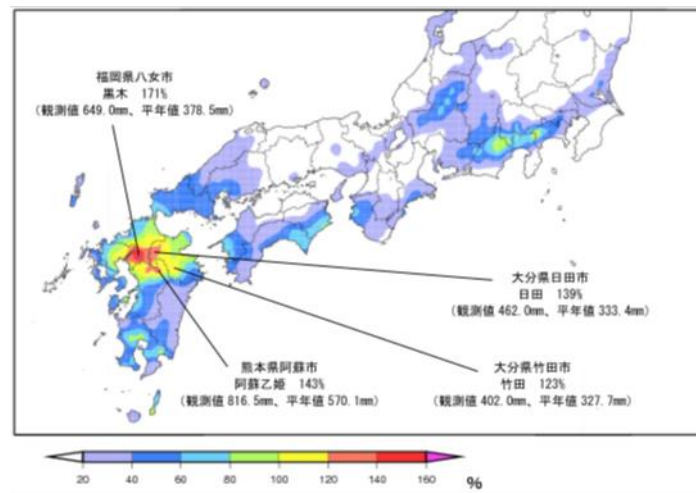 福岡県八女市
黒木 171%
(観測値 649.0mm、平年値 378.5mm)
大分県日田市
日田 139%
(観測値 462.0mm、平年値 333.4mm)
熊本県阿蘇市
阿蘇乙姫 143%
(観測値 816.5mm、平年値 570.1mm)
大分県竹田市
竹田 123%
(観測値 402.0mm、平年値 327.7mm)
20 40 60 80 100 120 140 160 %